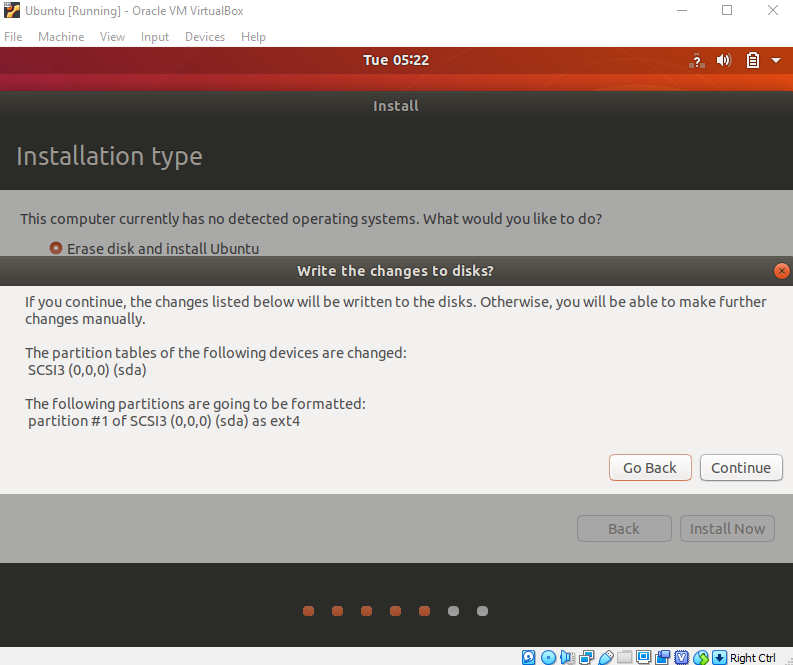 Ubuntu [Running] - Oracle VM VirtualBox
File Machine View Input Devices Help
Tue 05:22
Install
Installation type
This computer currently has no detected operating systems. What would you like to do?
Erase disk and install Ubuntu
Write the changes to disks?
If you continue, the changes listed below will be written to the disks. Otherwise, you will be able to make further
changes manually.
The partition tables of the following devices are changed:
SCSI3 (0,0,0) (sda)
The following partitions are going to be formatted:
partition #1 of SCSI3 (0,0,0) (sda) as ext4
Go Back Continue
Back Install Now
Right Ctrl